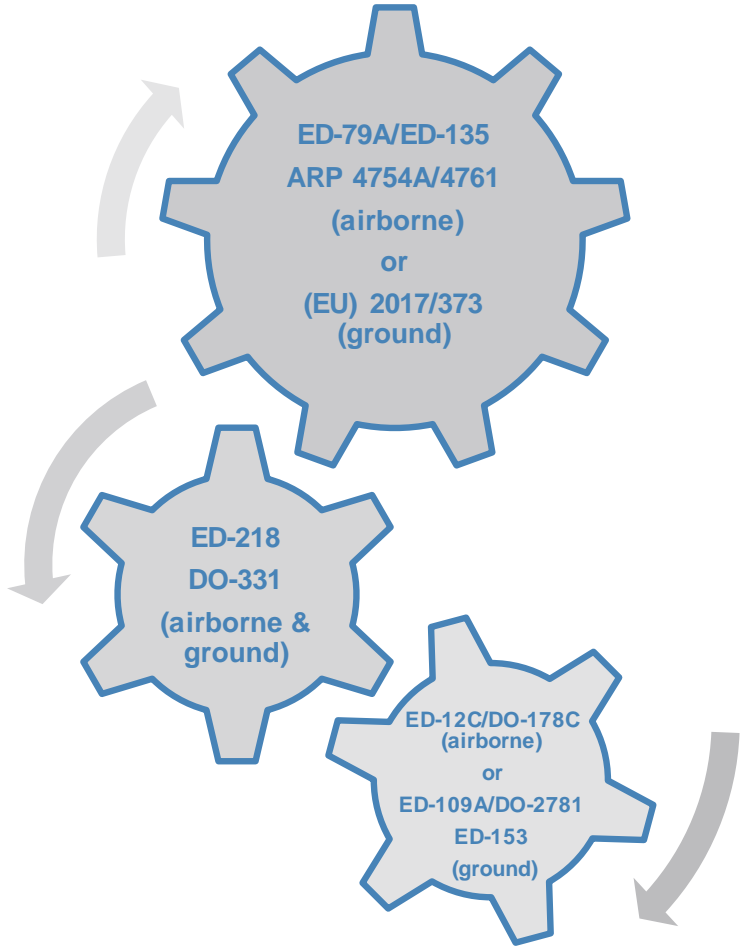 ED-79A/ED-135
ARP 4754A/4761
(airborne)
or
(EU) 2017/373
(ground)
ED-218
DO-331
(airborne &
ground)
ED-12C/DO-178C
(airborne)
or
ED-109A/DO-2781
ED-153
(ground)